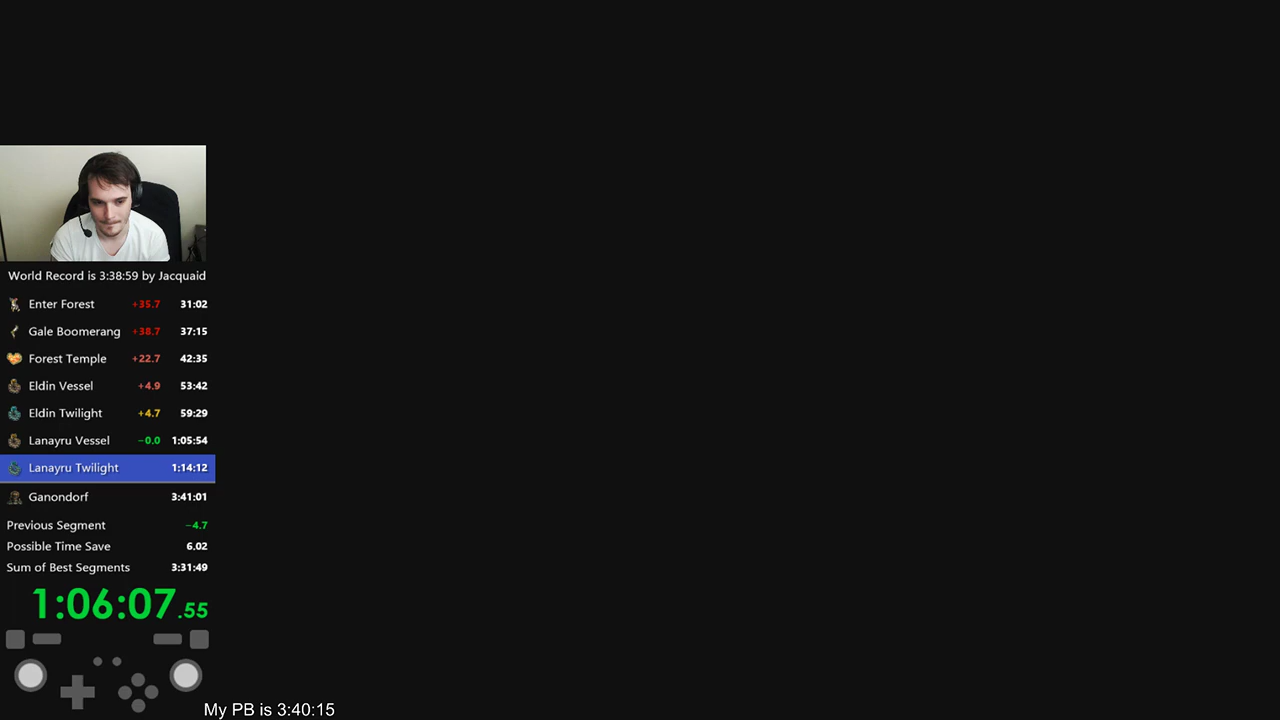 World Record is 3:38:59 by Jacquaid
Enter Forest +35.7 31:02
Gale Boomerang +38.7 37:15
Forest Temple +22.7 42:35
Eldin Vessel +4.9 53:42
Eldin Twilight +4.7 59:29
Lanayru Vessel −0.0 1:05:54
Lanayru Twilight 1:14:12
Ganondorf 3:41:01
Previous Segment −4.7
Possible Time Save 6.02
Sum of Best Segments 3:31:49
1:06:07.55
My PB is 3:40:15